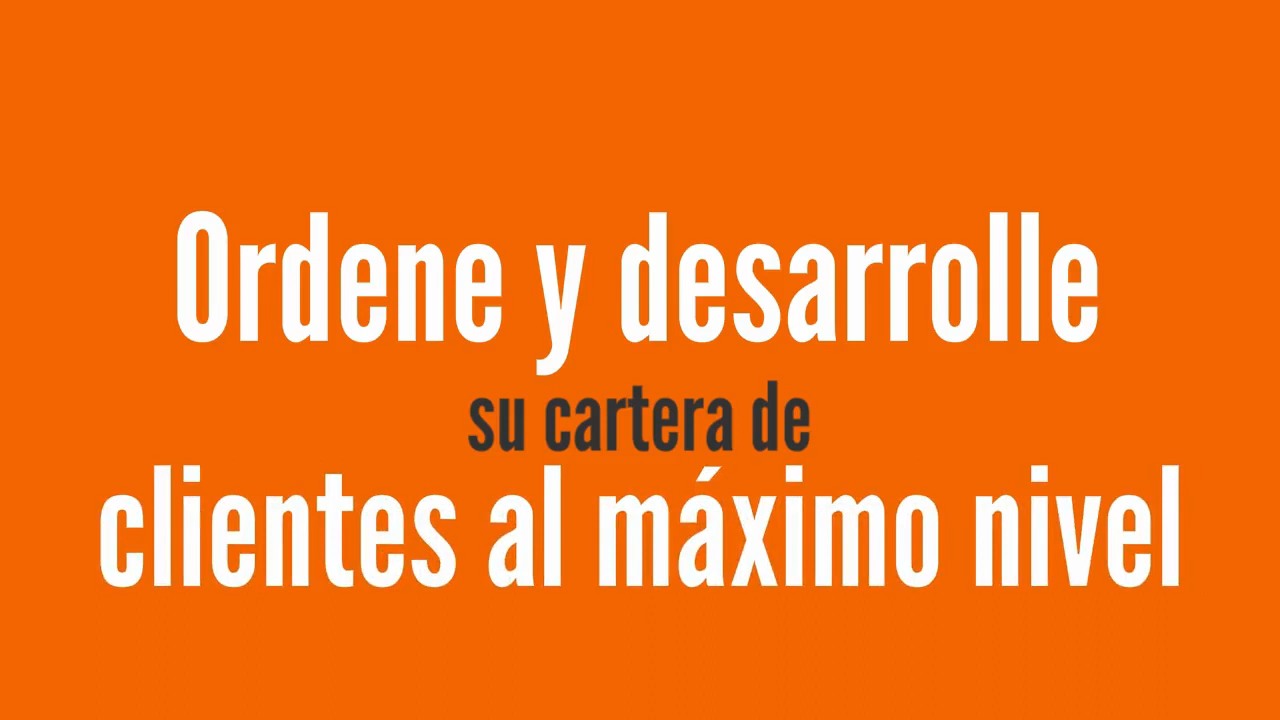 Ordene y desarrolle
su cartera de
clientes al máximo nivel